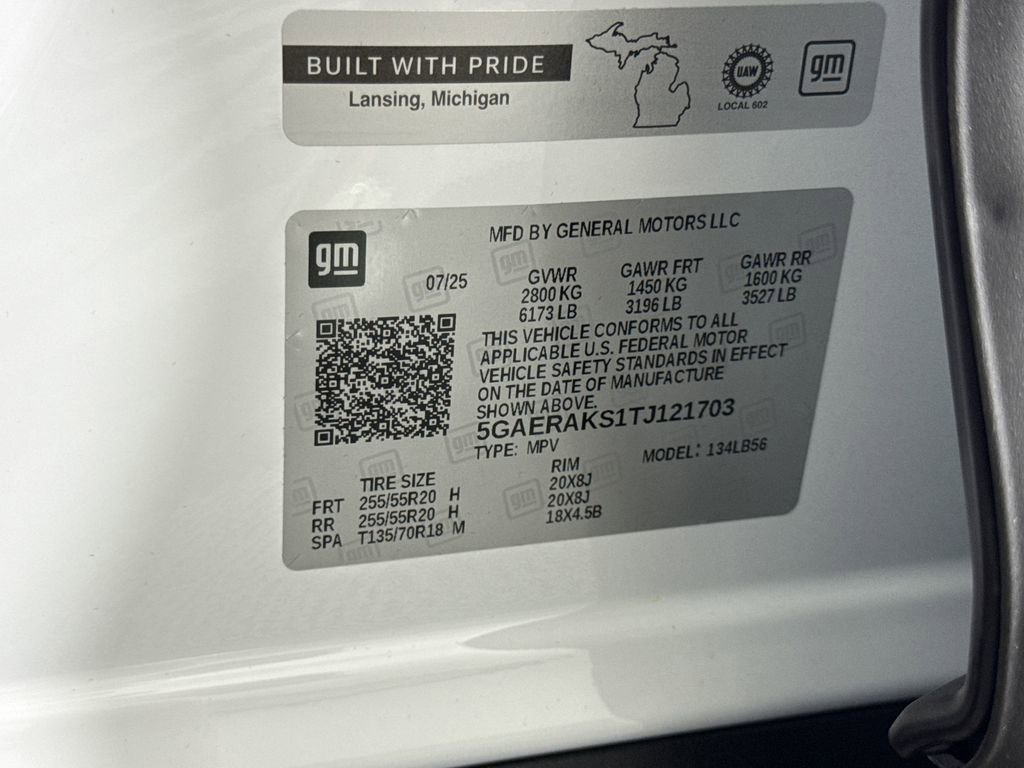 BUILT WITH PRIDE
Lansing, Michigan
UAW
LOCAL 602
gm
gm
MFD BY GENERAL MOTORS LLC
07/25
GVWR
2800 KG
6173 LB
GAWR FRT
1450 KG
3196 LB
GAWR RR
1600 KG
3527 LB
THIS VEHICLE CONFORMS TO ALL
APPLICABLE U.S. FEDERAL MOTOR
VEHICLE SAFETY STANDARDS IN EFFECT
ON THE DATE OF MANUFACTURE
SHOWN ABOVE.
5GAERAKS1TJ121703
TYPE: MPV
MODEL: 134LB56
TIRE SIZE RIM
FRT 255/55R20 H 20X8J
RR 255/55R20 H 20X8J
SPA T135/70R18 M 18X4.5B